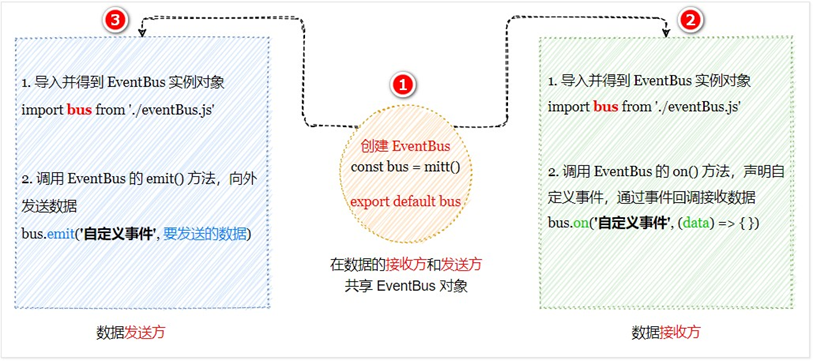 3
1. 导入并得到 EventBus 实例对象
import bus from './eventBus.js'
2. 调用 EventBus 的 emit() 方法，向外
发送数据
bus.emit('自定义事件', 要发送的数据)
数据发送方
1
创建 EventBus
const bus = mitt()
export default bus
在数据的接收方和发送方
共享 EventBus 对象
2
1. 导入并得到 EventBus 实例对象
import bus from './eventBus.js'
2. 调用 EventBus 的 on() 方法，声明自
定义事件，通过事件回调接收数据
bus.on('自定义事件', (data) => { })
数据接收方